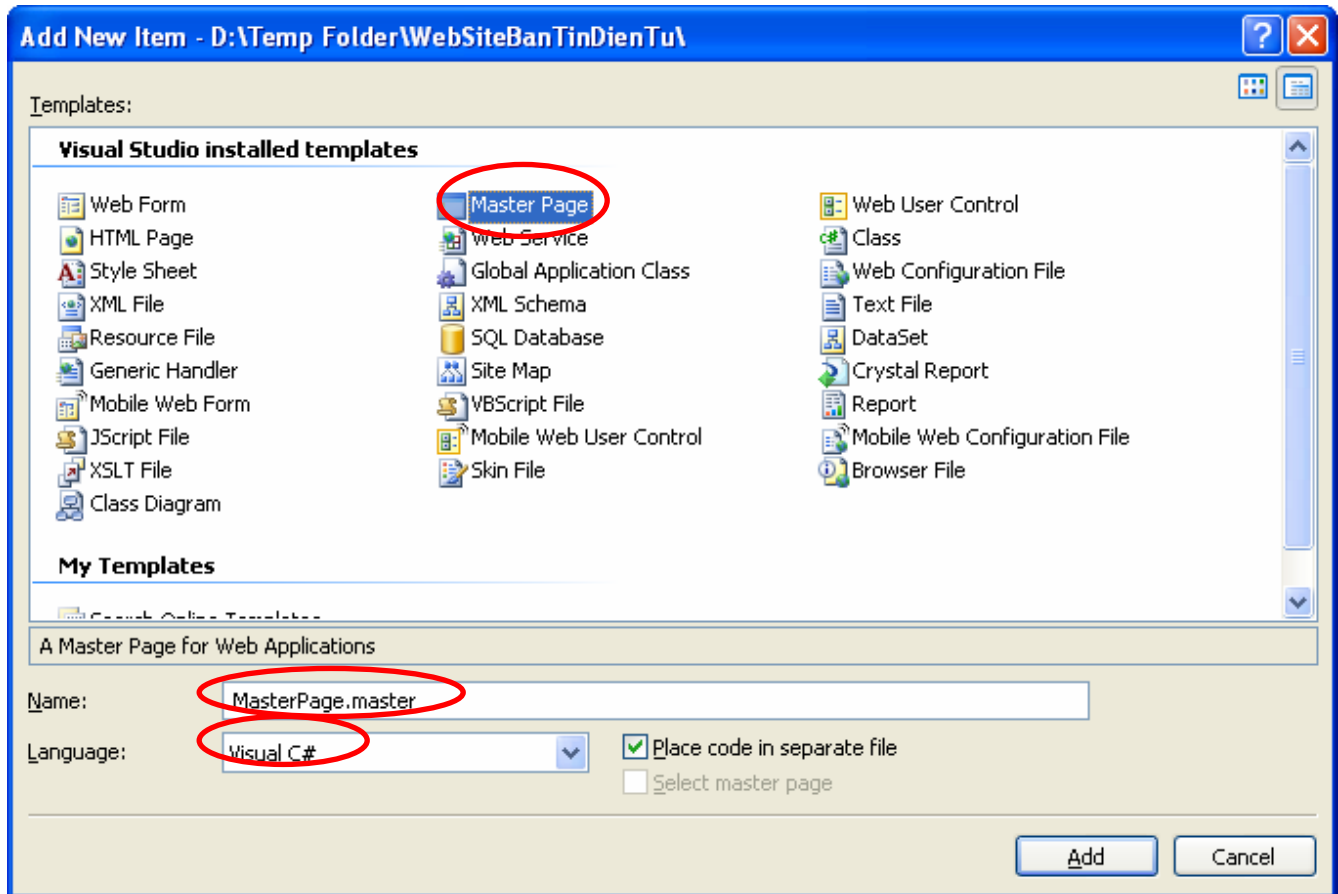 Add New Item - D:\Temp Folder\WebSiteBanTinDienTu\
Templates:
Visual Studio installed templates
Web Form
Master Page
Web User Control
HTML Page
Web Service
Class
Style Sheet
Global Application Class
Web Configuration File
XML File
XML Schema
Text File
Resource File
SQL Database
DataSet
Generic Handler
Site Map
Crystal Report
Mobile Web Form
VBScript File
Report
JScript File
Mobile Web User Control
Mobile Web Configuration File
XSLT File
Skin File
Browser File
Class Diagram
My Templates
Search Online Templates
A Master Page for Web Applications
Name:
MasterPage.master
Language:
Visual C#
Place code in separate file
Select master page
Add
Cancel